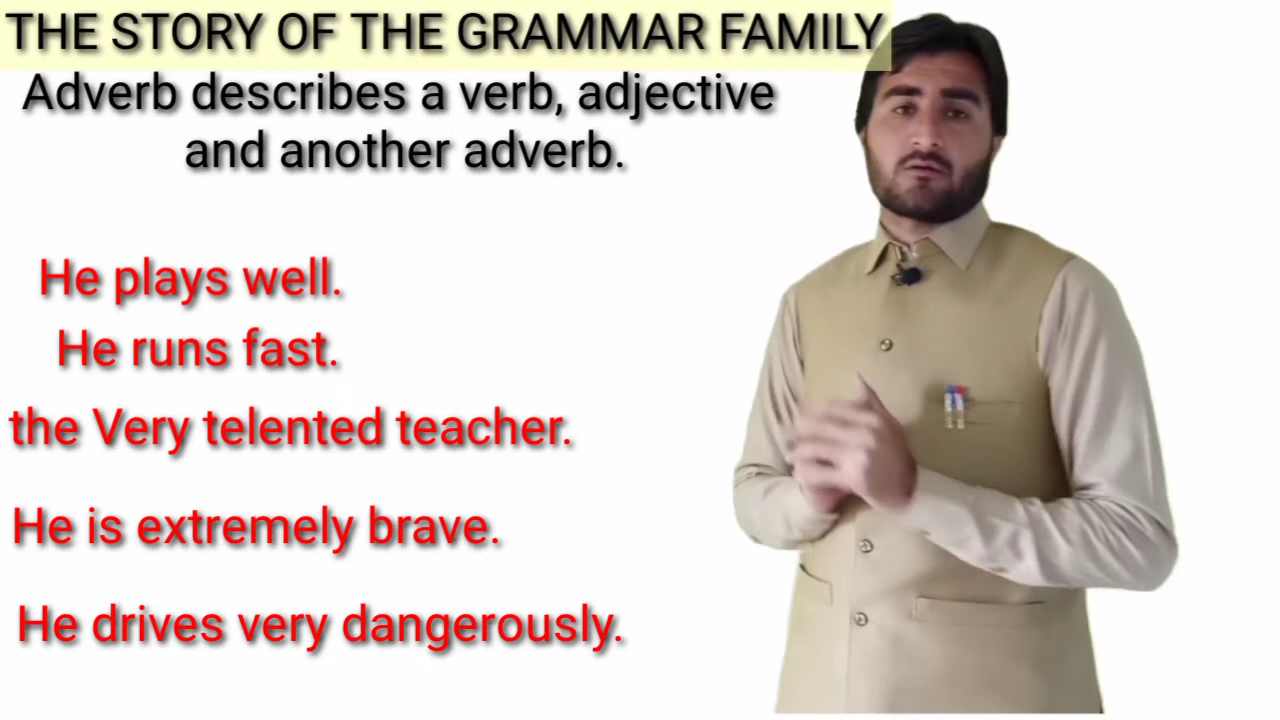 THE STORY OF THE GRAMMAR FAMILY
Adverb describes a verb, adjective
and another adverb.
He plays well.
He runs fast.
the Very telented teacher.
He is extremely brave.
He drives very dangerously.